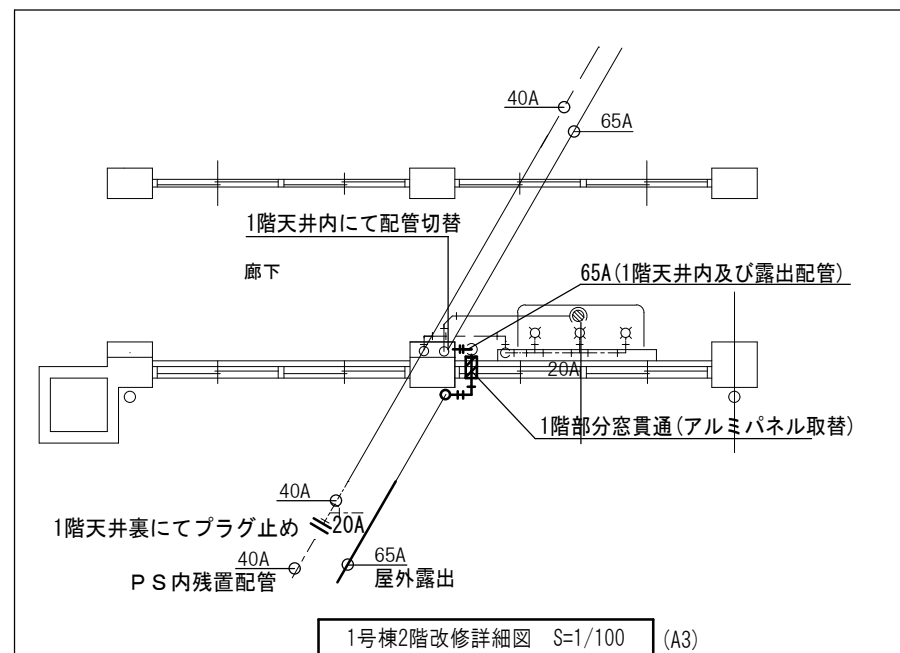 40A
65A
1階天井内にて配管切替
廊下
65A(1階天井内及び露出配管)
20A
1階部分窓貫通(アルミパネル取替)
40A
1階天井裏にてプラグ止め
20A
40A
65A
PS内残置配管
屋外露出
1号棟2階改修詳細図 S=1/100 (A3)